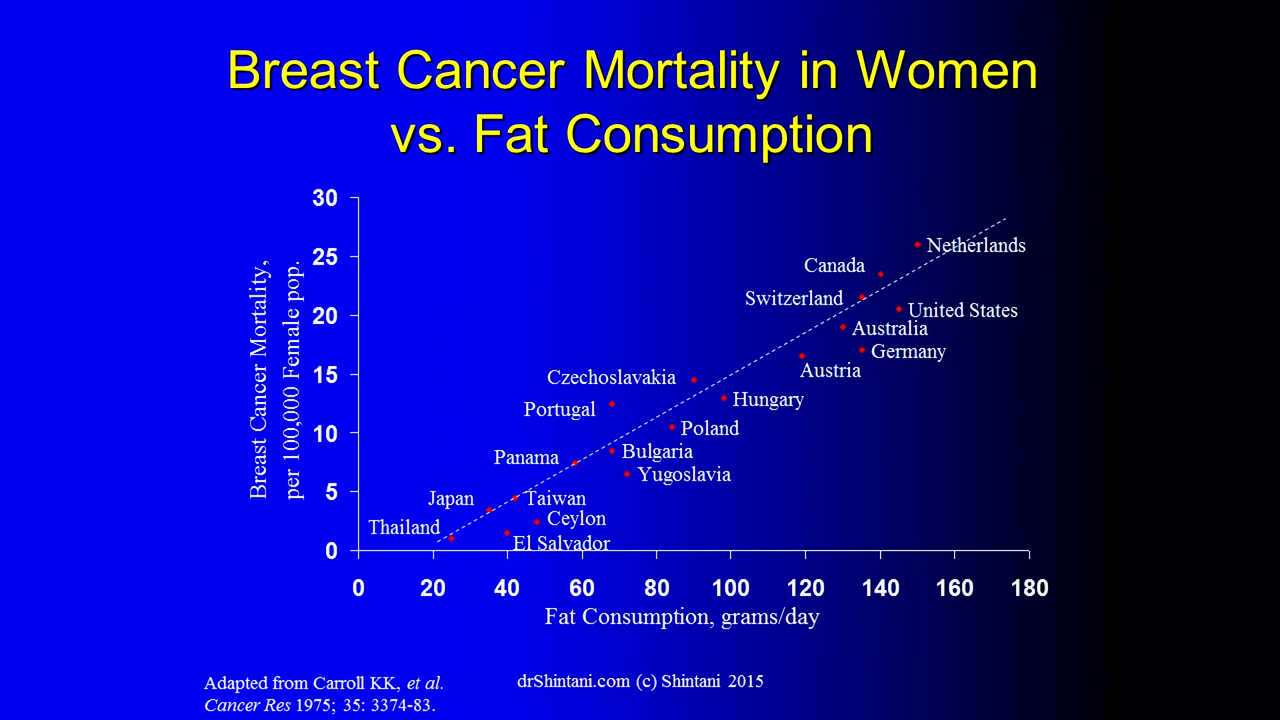 Breast Cancer Mortality in Women
vs. Fat Consumption
Breast Cancer Mortality,
per 100,000 Female pop.
30
25
20
15
10
5
0
Netherlands
Canada
Switzerland
United States
Australia
Germany
Austria
Czechoslavakia
Hungary
Portugal
Poland
Bulgaria
Panama
Yugoslavia
Japan
Taiwan
Ceylon
Thailand
El Salvador
0 20 40 60 80 100 120 140 160 180
Fat Consumption, grams/day
Adapted from Carroll KK, et al.
Cancer Res 1975; 35: 3374-83.
drShintani.com (c) Shintani 2015